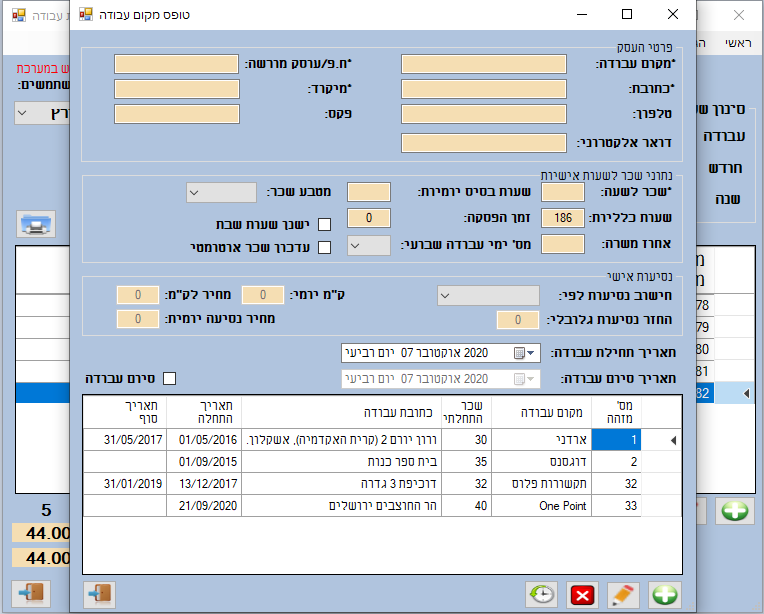 טופס מקום עבודה
ת עבודה
ראשי
הג
ש במערכת
שתמשים:
רץ
סינון שע
עבודה
חודש
שנה
פרטי העסק
*מקום עבודה: *ח.פ/עוסק מורשה:
*כתובת: *מיקוד:
טלפון: פקס:
דואר אלקטרוני:
נתוני שכר לשעות אישיות
*שכר לשעה: שעות בסיס יומיות: מטבע שכר:
שעות כלליות: 186 זמן הפסקה: 0 ישנן שעות שבת
אחוז משרה: מס' ימי עבודה שבועי: עדכון שכר אוטומטי
נסיעות אישי
חישוב נסיעות לפי: ק"מ יומי: 0 מחיר לק"מ: 0
החזר נסיעות גלובלי: 0 מחיר נסיעה יומית: 0
תאריך תחילת עבודה: יום רביעי 07 אוקטובר 2020
תאריך סיום עבודה: יום רביעי 07 אוקטובר 2020 סיום עבודה
מס' מזהה מקום עבודה שכר התחלתי כתובת עבודה תאריך התחלה תאריך סוף
1 ארדני 30 ורון יורם 2 (קרית האקדמיה), אשקלון. 01/05/2016 31/05/2017
2 דוגסנס 35 בית ספר כנות 01/09/2015
32 תקשורות פלוס 32 דוכיפת 3 גדרה 13/12/2017 31/01/2019
33 One Point 40 הר החוצבים ירושלים 21/09/2020
78
79
80
81
82
5
44.00
44.00